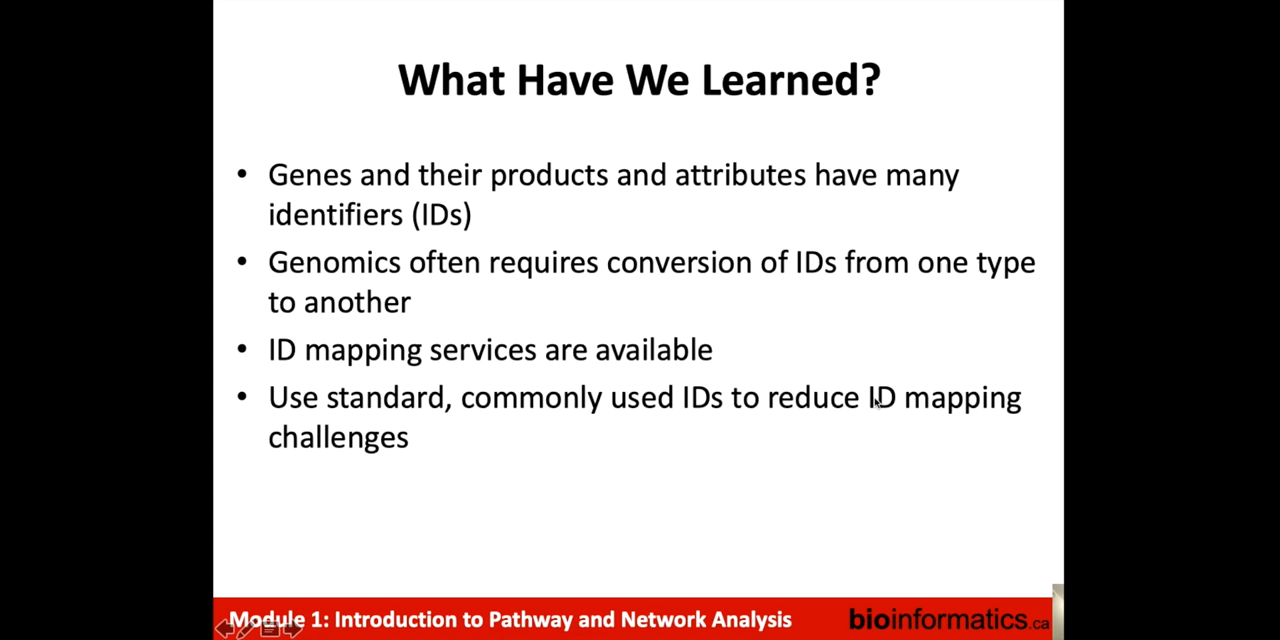 What Have We Learned?
• Genes and their products and attributes have many
identifiers (IDs)
• Genomics often requires conversion of IDs from one type
to another
• ID mapping services are available
• Use standard, commonly used IDs to reduce ID mapping
challenges
Module 1: Introduction to Pathway and Network Analysis
bioinformatics.ca